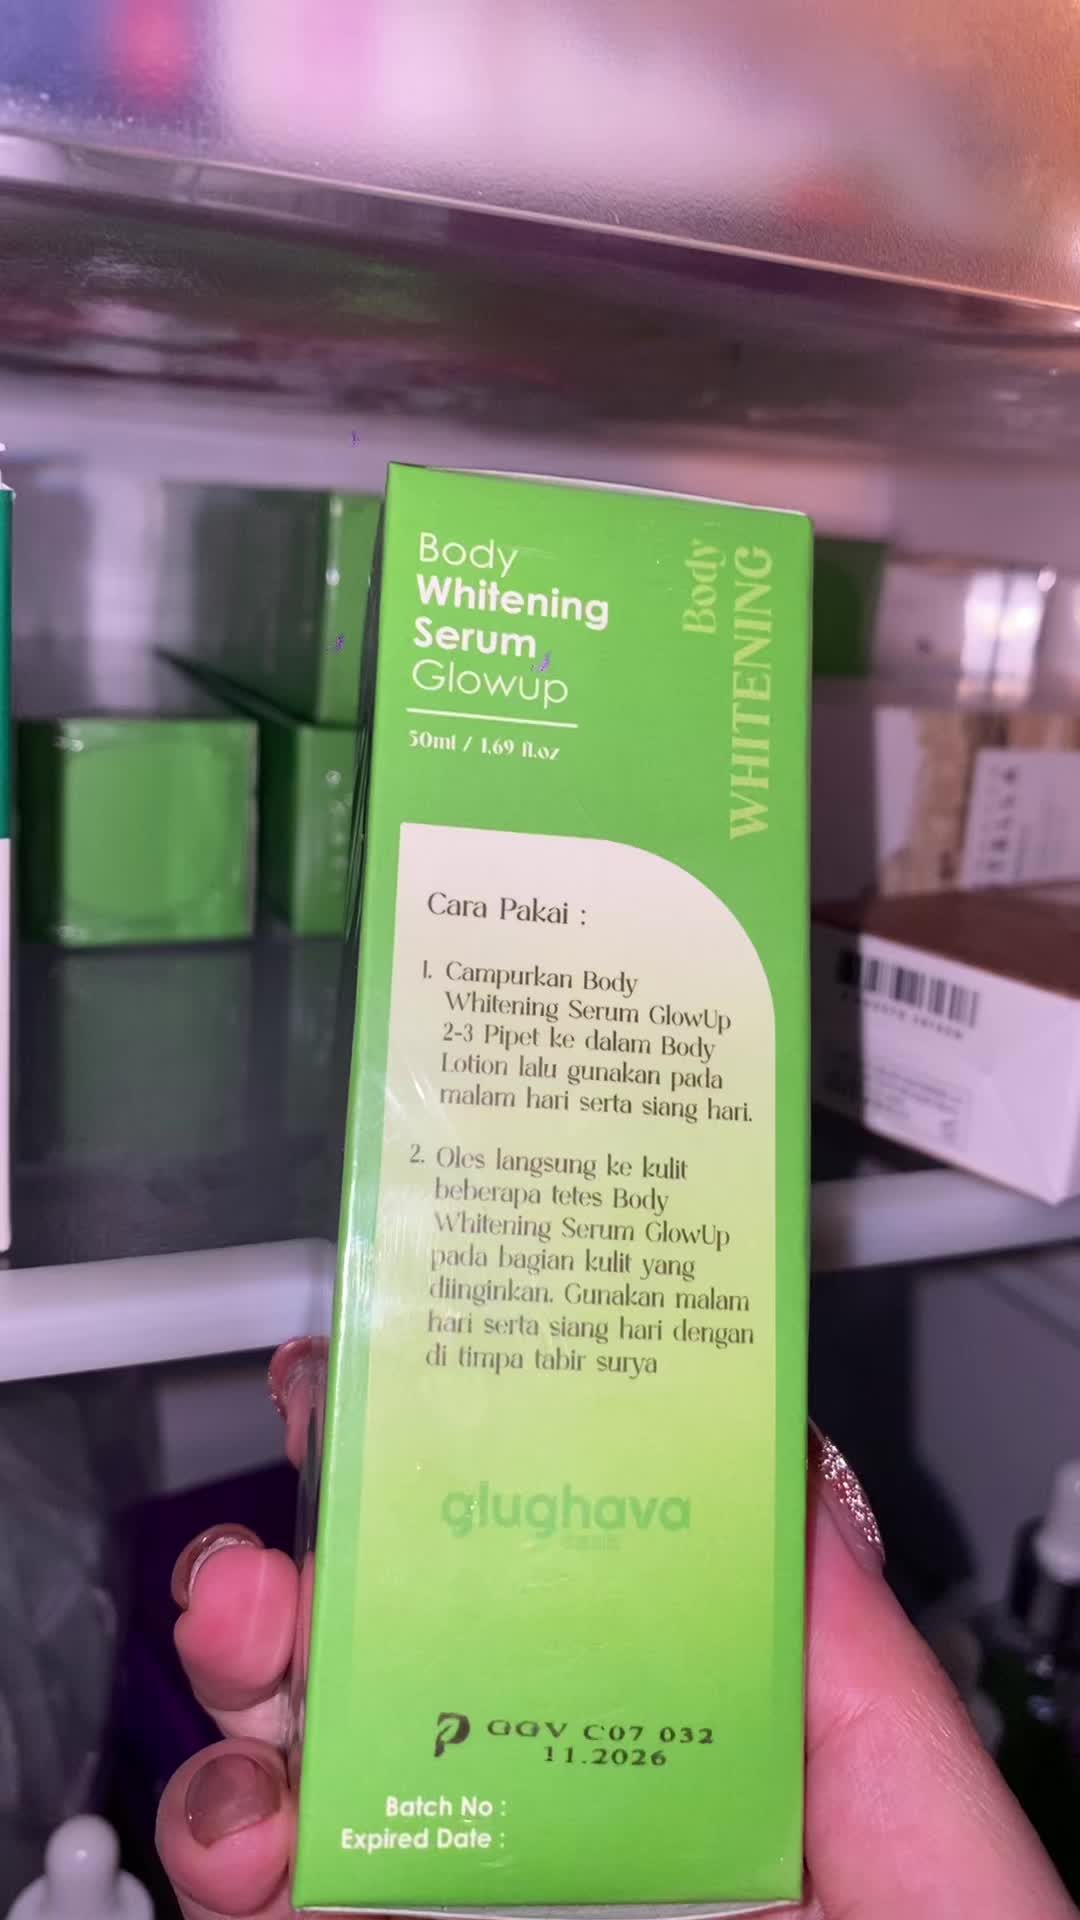 Body
Whitening
Serum
Glowup
50ml / 1,69 fl.oz
Body
WHITENING
Cara Pakai :
1. Campurkan Body
Whitening Serum GlowUp
2-3 Pipet ke dalam Body
Lotion lalu gunakan pada
malam hari serta siang hari.
2. Oles langsung ke kulit
beberapa tetes Body
Whitening Serum GlowUp
pada bagian kulit yang
diinginkan. Gunakan malam
hari serta siang hari dengan
di timpa tabir surya
glughava
GGV C07 032
11.2026
Batch No :
Expired Date :